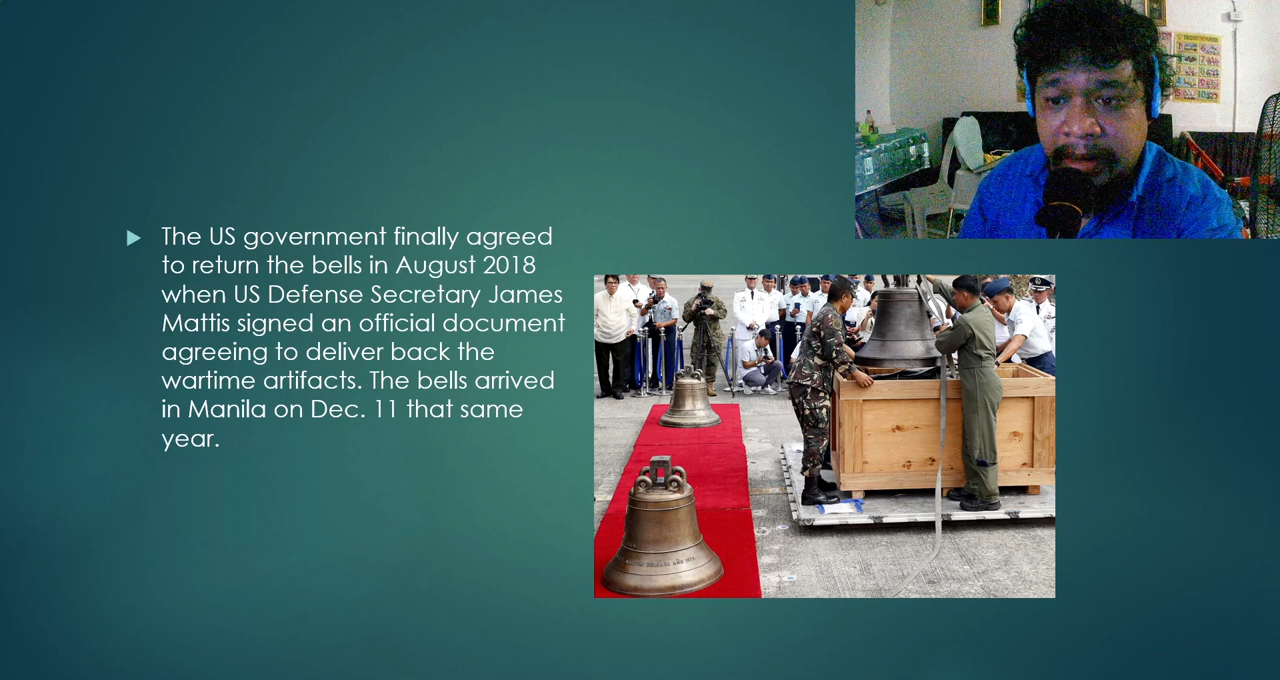 The US government finally agreed
to return the bells in August 2018
when US Defense Secretary James
Mattis signed an official document
agreeing to deliver back the
wartime artifacts. The bells arrived
in Manila on Dec. 11 that same
year.